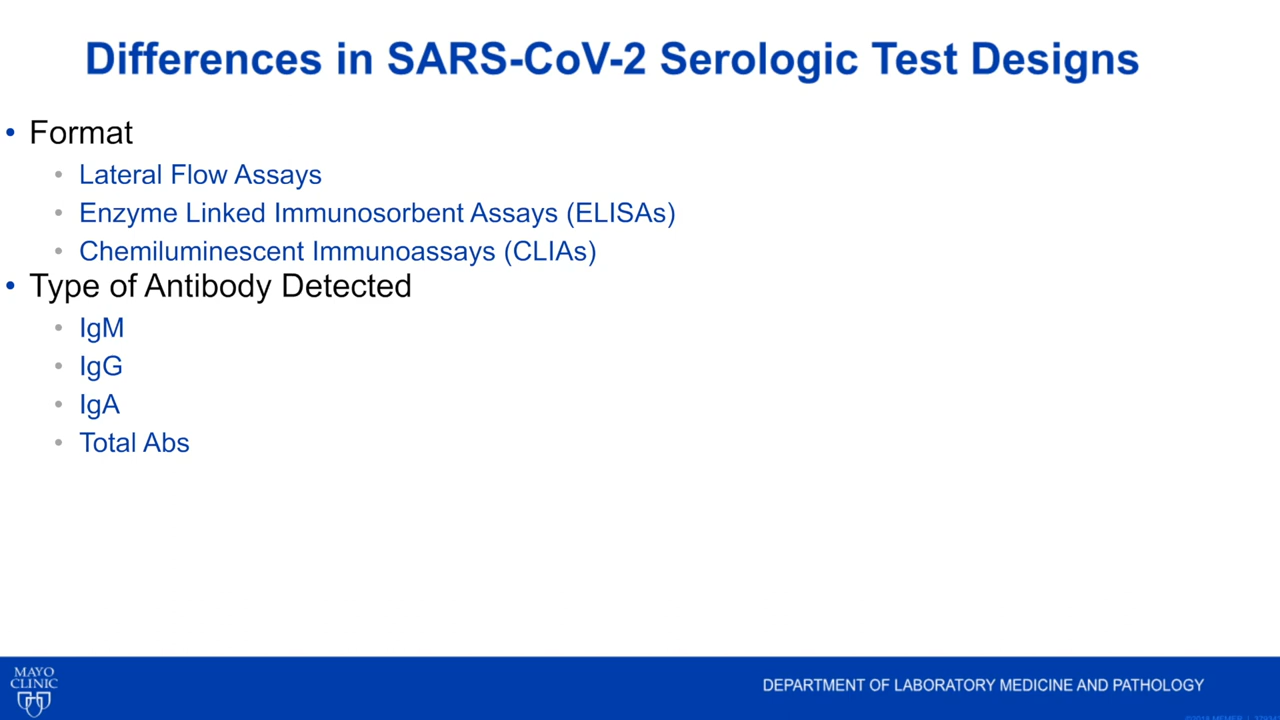 Differences in SARS-CoV-2 Serologic Test Designs
• Format
• Lateral Flow Assays
• Enzyme Linked Immunosorbent Assays (ELISAs)
• Chemiluminescent Immunoassays (CLIAs)
• Type of Antibody Detected
• IgM
• IgG
• IgA
• Total Abs
MAYO
CLINIC
DEPARTMENT OF LABORATORY MEDICINE AND PATHOLOGY